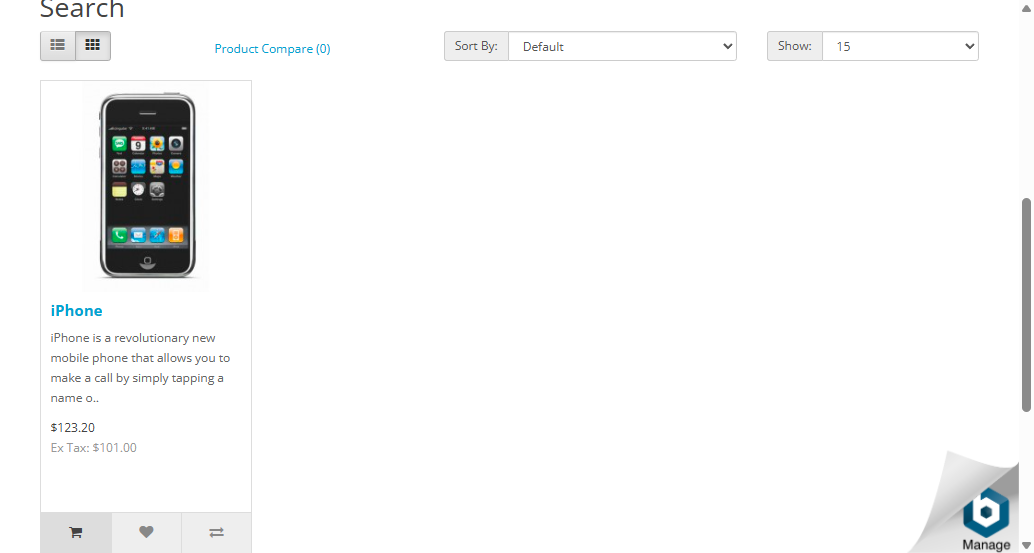 Search
Product Compare (0)
Sort By:
Default
Show:
15
9
iPhone
iPhone is a revolutionary new
mobile phone that allows you to
make a call by simply tapping a
name o..
$123.20
Ex Tax: $101.00
Manage